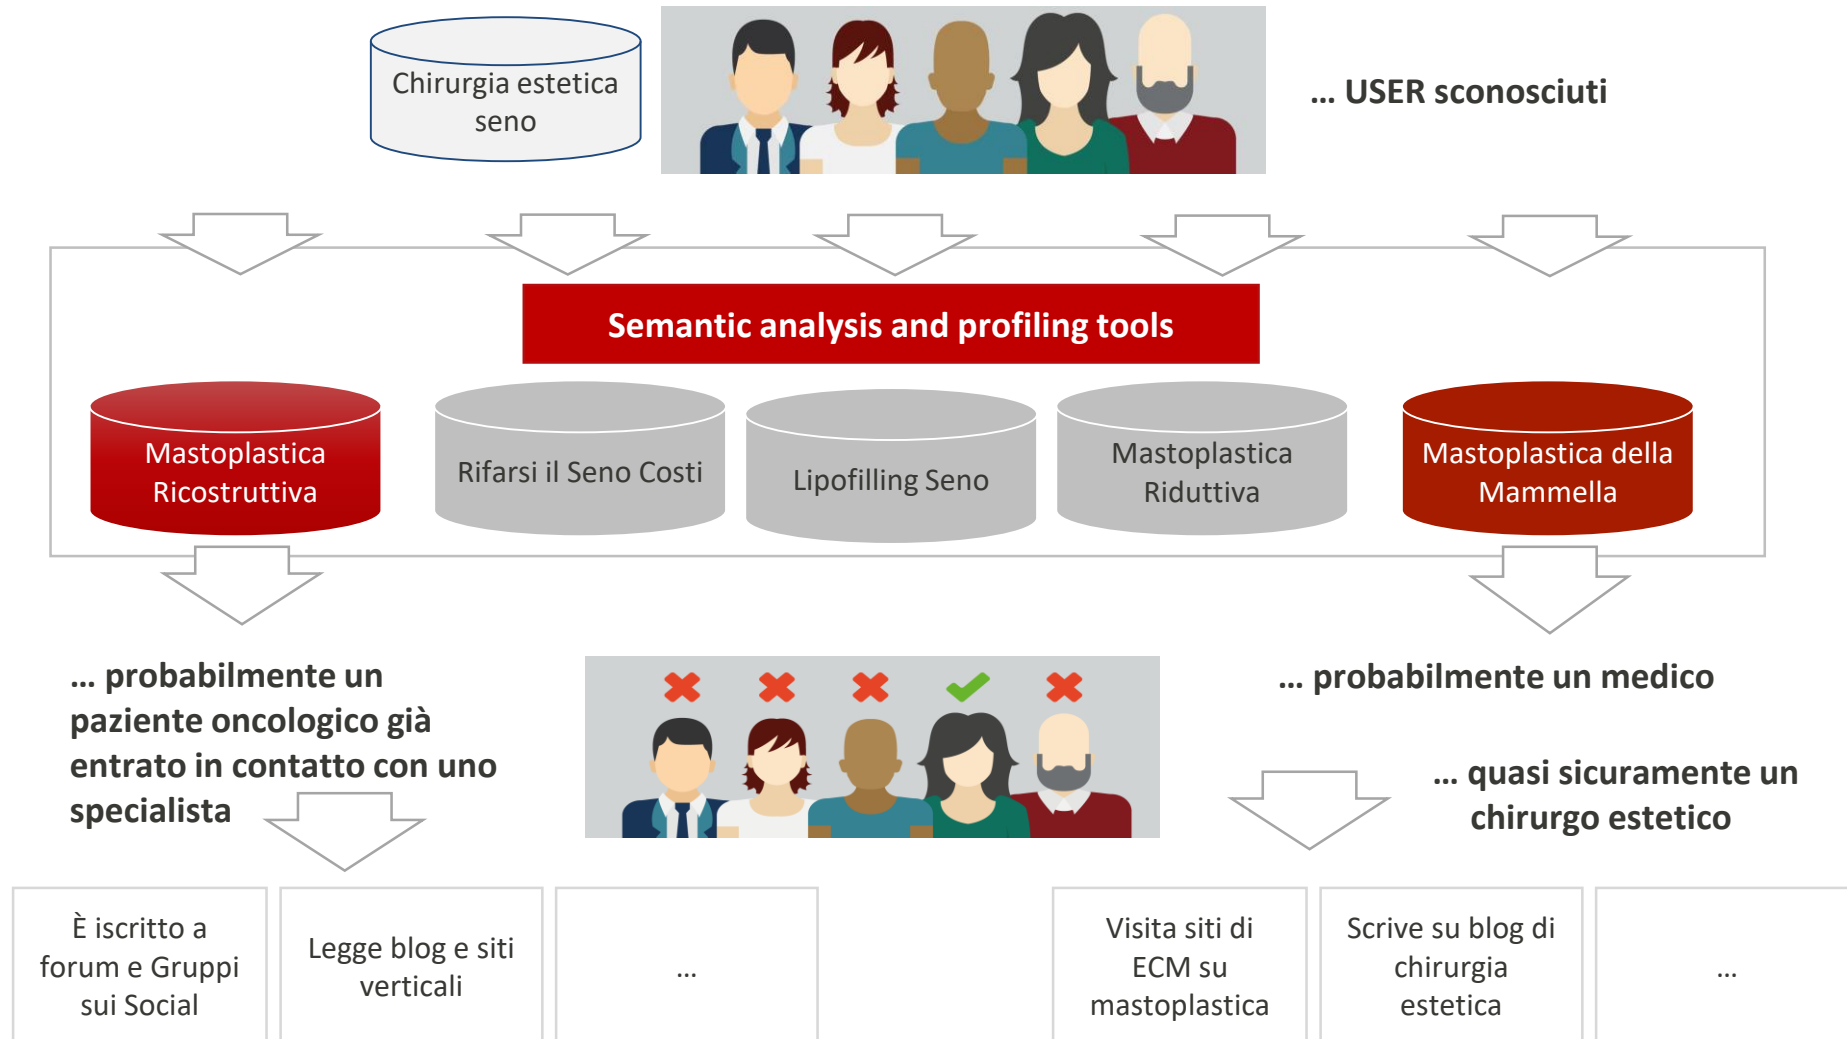 Chirurgia estetica
seno
... USER sconosciuti
Semantic analysis and profiling tools
Mastoplastica
Ricostruttiva
Rifarsi il Seno Costi
Lipofilling Seno
Mastoplastica
Riduttiva
Mastoplastica della
Mammella
... probabilmente un
paziente oncologico già
entrato in contatto con uno
specialista
... probabilmente un medico
... quasi sicuramente un
chirurgo estetico
È iscritto a
forum e Gruppi
sui Social
Legge blog e siti
verticali
...
Visita siti di
ECM su
mastoplastica
Scrive su blog di
chirurgia
estetica
...